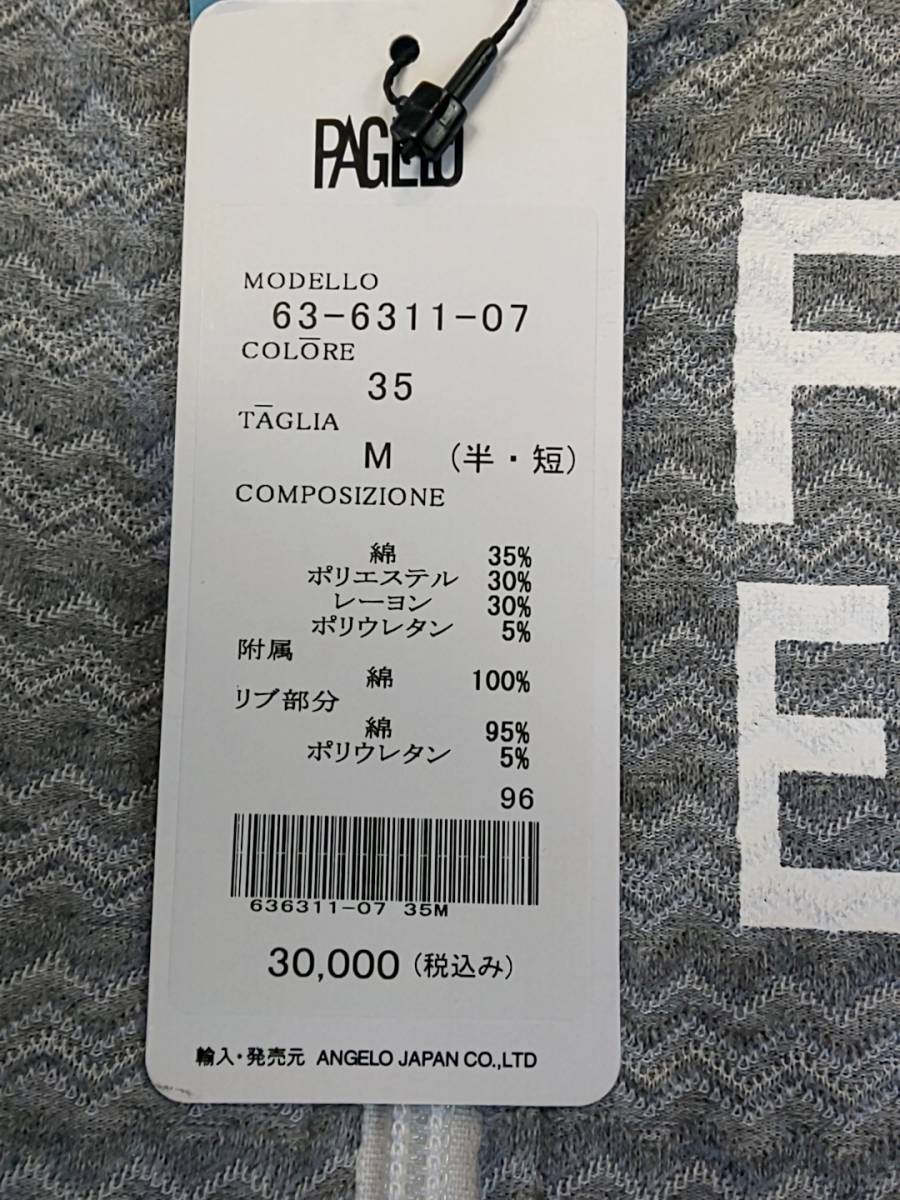 PAGELO
MODELLO
63-6311-07
COLŌRE
35
TĀGLIA
M (半・短)
COMPOSIZIONE
綿 35%
ポリエステル 30%
レーヨン 30%
ポリウレタン 5%
附属
綿 100%
リブ部分
綿 95%
ポリウレタン 5%
96
636311-07 35M
30,000 (税込み)
輸入・発売元 ANGELO JAPAN CO.,LTD
E